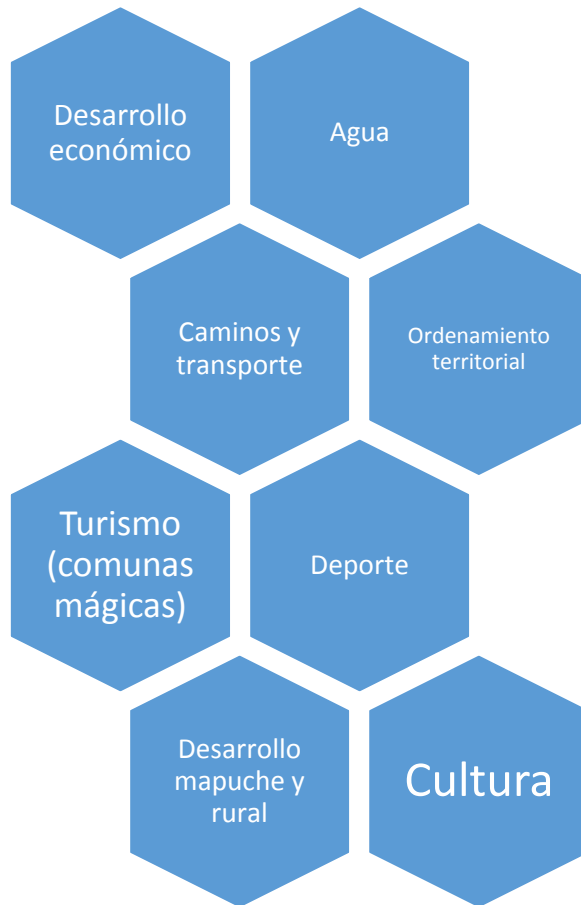 Desarrollo
económico
Agua
Caminos y
transporte
Ordenamiento
territorial
Turismo
(comunas
mágicas)
Deporte
Desarrollo
mapuche y
rural
Cultura